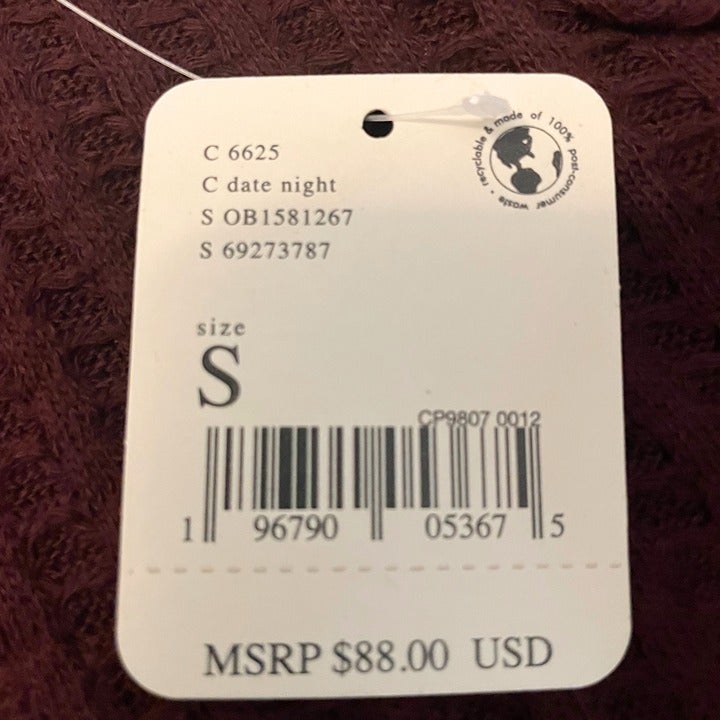 recyclable & made of 100% post-consumer waste •
C 6625
C date night
S OB1581267
S 69273787
size
S
CP9807 0012
1 96790 05367 5
MSRP $88.00 USD